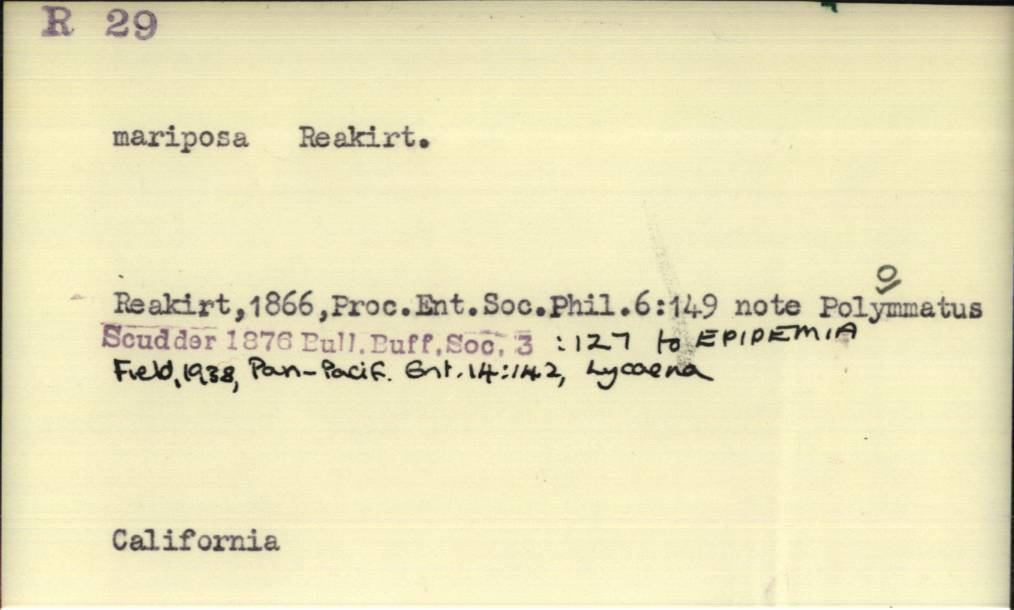 R 29
mariposa Reakirt.
Reakirt,1866,Proc.Ent.Soc.Phil.6:149 note Polymmatus
o
Scudder 1876 Bull.Buff.Soc. 3 :127 to EPIDEMIA
Field,1938, Pan-Pacif. Ent.14:142, Lycaena
California